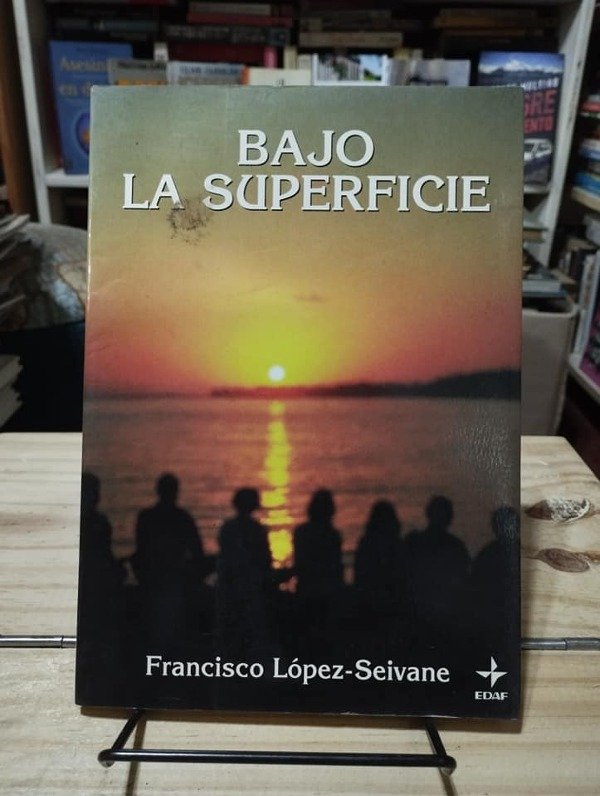 BAJO
LA SUPERFICIE
Francisco López-Seivane
EDAF